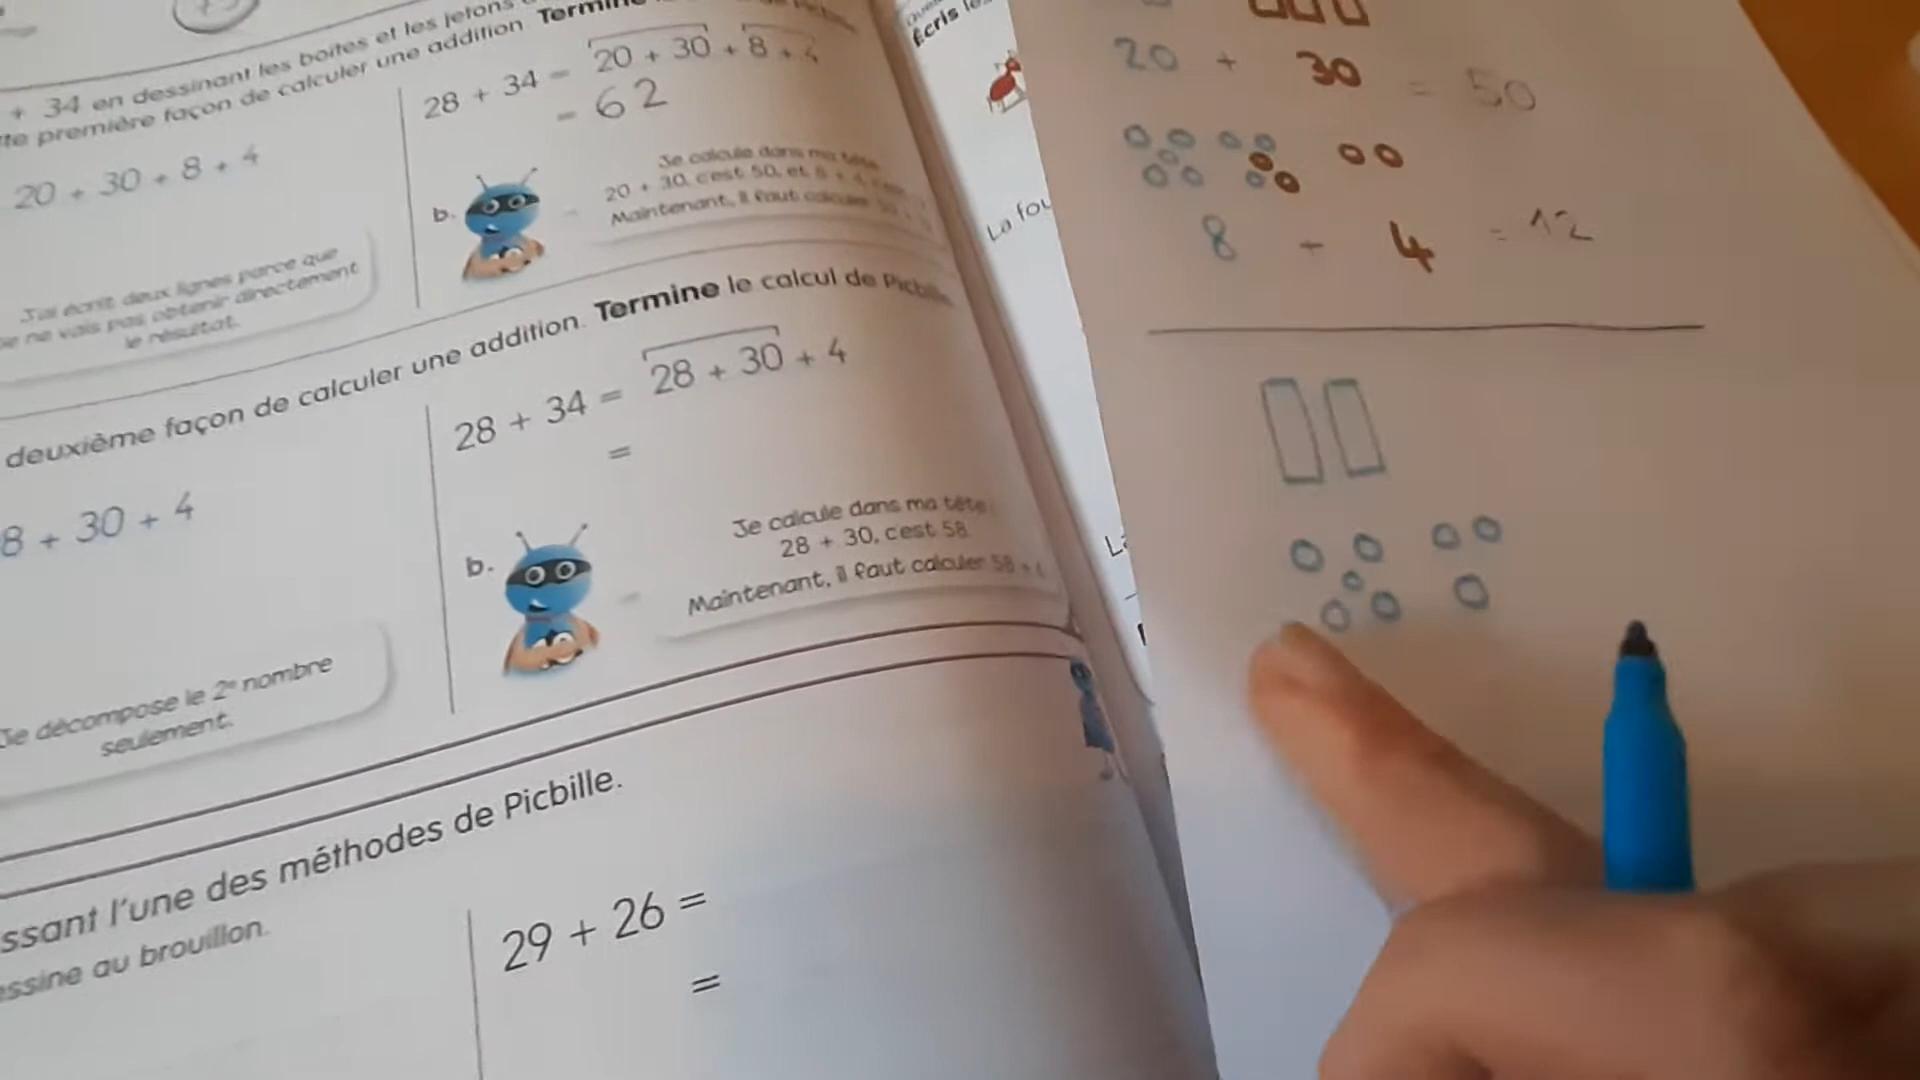 + 34 en dessinant les boîtes et les jetons
première façon de calculer une addition. Termine
20 + 30 + 8 + 4
J'ai écrit deux lignes parce que
je ne vais pas obtenir directement
le résultat.
28 + 34 = 20 + 30 + 8 + 4
= 62
b.
Je calcule dans ma tête
20 + 30, c'est 50, et 8 + 4
Maintenant, il faut calculer
deuxième façon de calculer une addition. Termine le calcul de Picbille
8 + 30 + 4
Je décompose le 2e nombre
seulement.
28 + 34 = 28 + 30 + 4
=
b.
Je calcule dans ma tête
28 + 30, c'est 58
Maintenant, il faut calculer 58 +
ssant l'une des méthodes de Picbille.
ssine au brouillon.
29 + 26 =
=
Écris
La fou
20 + 30 = 50
8 + 4 = 12